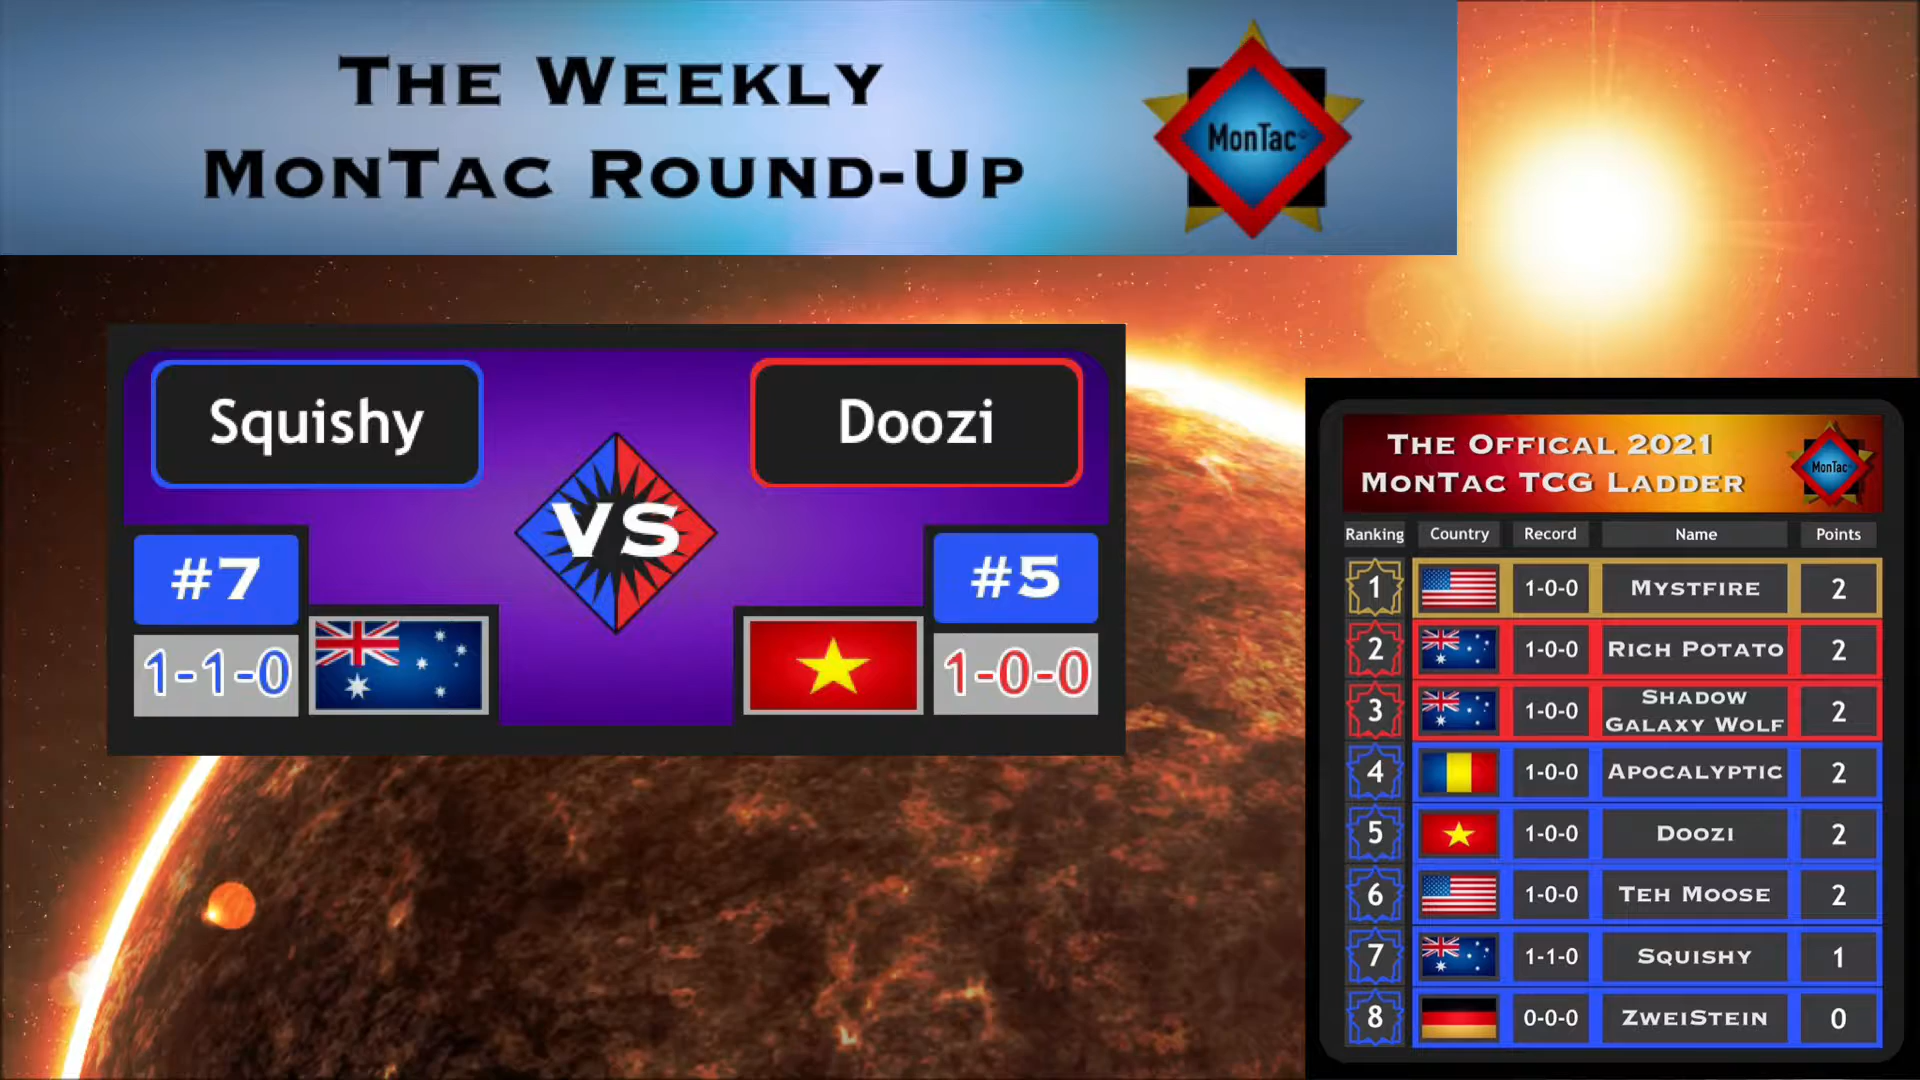 The Weekly
MonTac Round-Up
MonTac
Squishy
Doozi
VS
#7
#5
1-1-0
1-0-0
The Offical 2021
MonTac TCG Ladder
MonTac
Ranking Country Record Name Points
1 1-0-0 Mystfire 2
2 1-0-0 Rich Potato 2
3 1-0-0 Shadow Galaxy Wolf 2
4 1-0-0 Apocalyptic 2
5 1-0-0 Doozi 2
6 1-0-0 Teh Moose 2
7 1-1-0 Squishy 1
8 0-0-0 ZweiStein 0